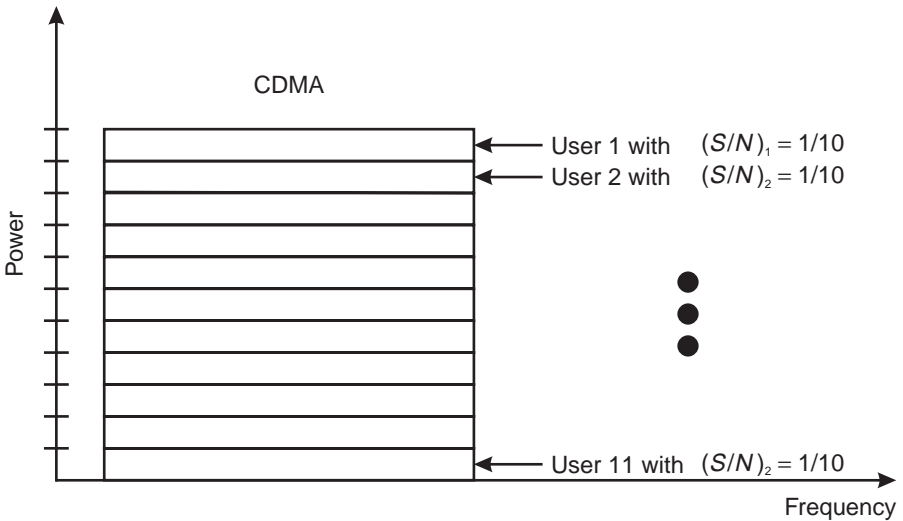 CDMA
User 1 with (S/N)₁ = 1/10
User 2 with (S/N)₂ = 1/10
Power
User 11 with (S/N)₂ = 1/10
Frequency